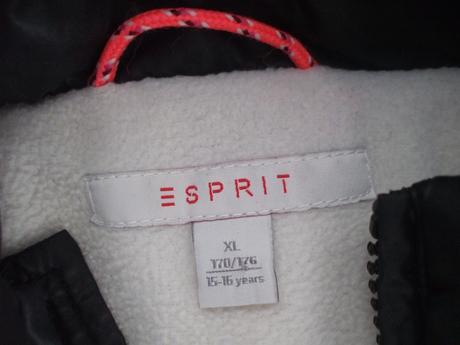 ESPRIT
XL
170/176
15-16 years